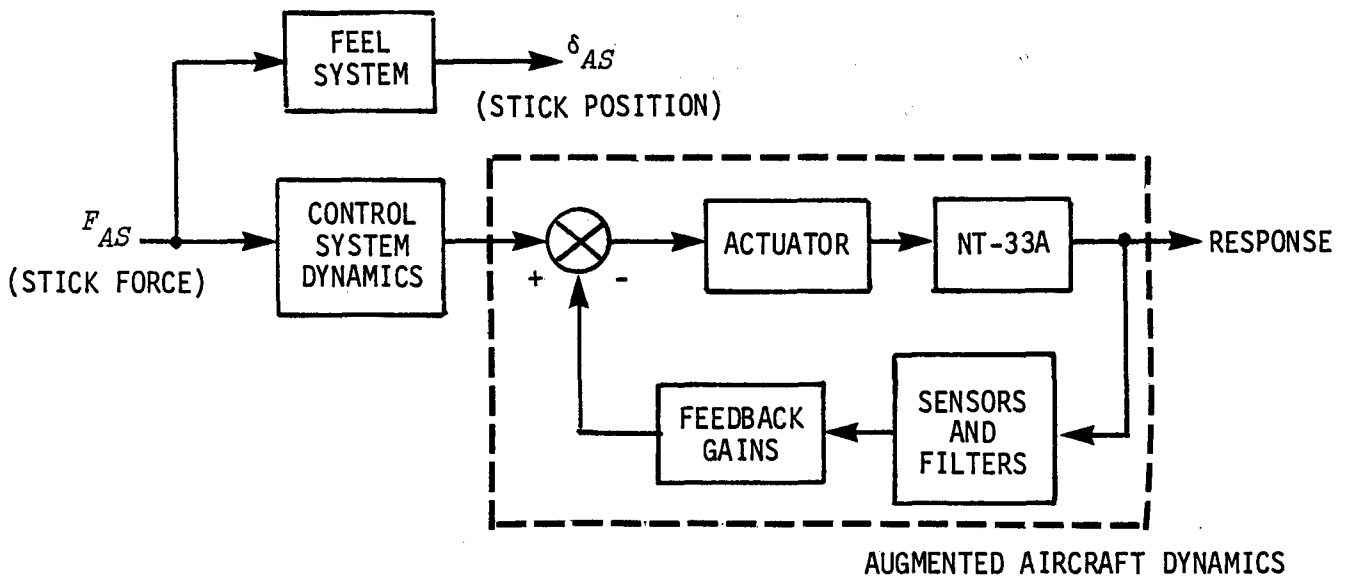 FEEL
SYSTEM
δAS
(STICK POSITION)
FAS
(STICK FORCE)
CONTROL
SYSTEM
DYNAMICS
+
-
ACTUATOR
NT-33A
RESPONSE
FEEDBACK
GAINS
SENSORS
AND
FILTERS
AUGMENTED AIRCRAFT DYNAMICS